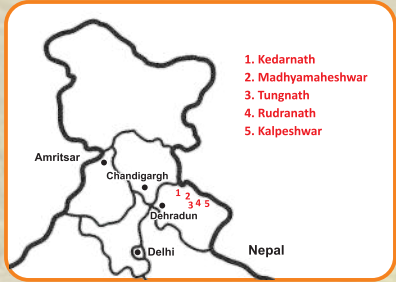 1. Kedarnath
2. Madhyamaheshwar
3. Tungnath
4. Rudranath
5. Kalpeshwar
Amritsar
Chandigargh
1 2 3 4 5
Dehradun
Delhi
Nepal